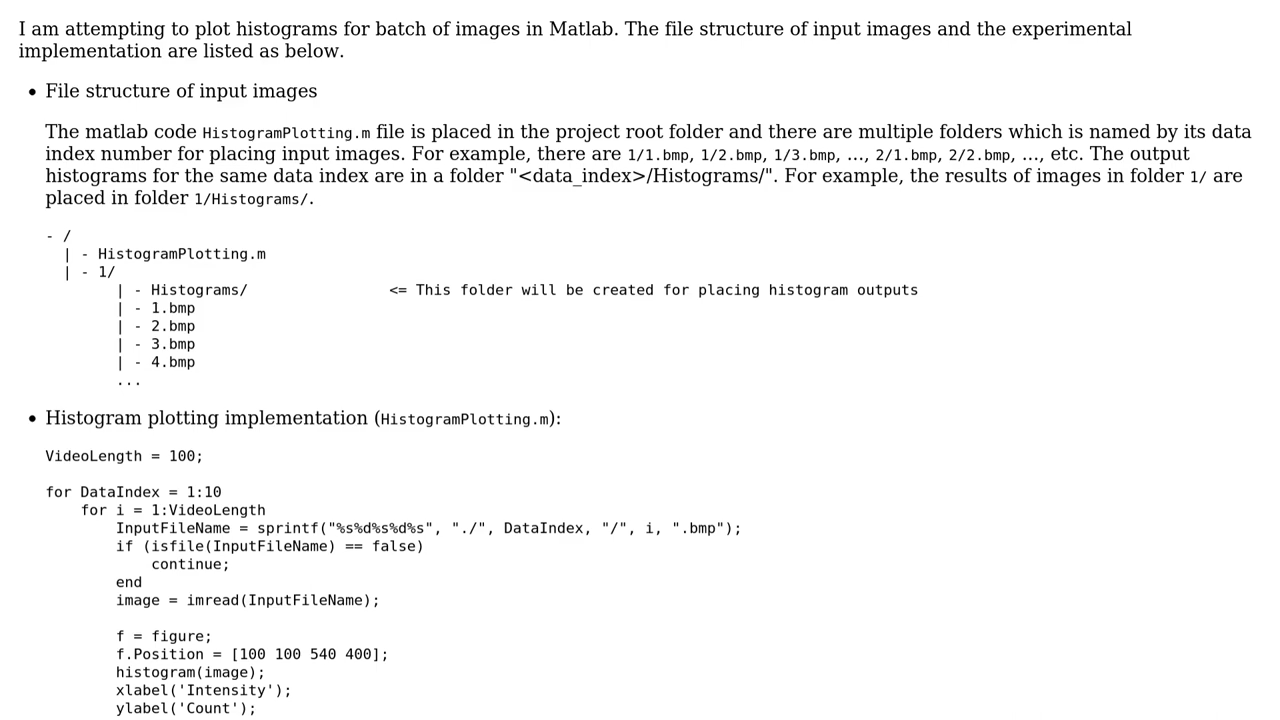 I am attempting to plot histograms for batch of images in Matlab. The file structure of input images and the experimental
implementation are listed as below.
• File structure of input images
The matlab code HistogramPlotting.m file is placed in the project root folder and there are multiple folders which is named by its data
index number for placing input images. For example, there are 1/1.bmp, 1/2.bmp, 1/3.bmp, ..., 2/1.bmp, 2/2.bmp, ..., etc. The output
histograms for the same data index are in a folder "<data_index>/Histograms/". For example, the results of images in folder 1/ are
placed in folder 1/Histograms/.
- /
  | - HistogramPlotting.m
  | - 1/
        | - Histograms/                <= This folder will be created for placing histogram outputs
        | - 1.bmp
        | - 2.bmp
        | - 3.bmp
        | - 4.bmp
        ...
• Histogram plotting implementation (HistogramPlotting.m):
VideoLength = 100;
for DataIndex = 1:10
    for i = 1:VideoLength
        InputFileName = sprintf("%s%d%s%d%s", "./", DataIndex, "/", i, ".bmp");
        if (isfile(InputFileName) == false)
            continue;
        end
        image = imread(InputFileName);
        f = figure;
        f.Position = [100 100 540 400];
        histogram(image);
        xlabel('Intensity');
        ylabel('Count');